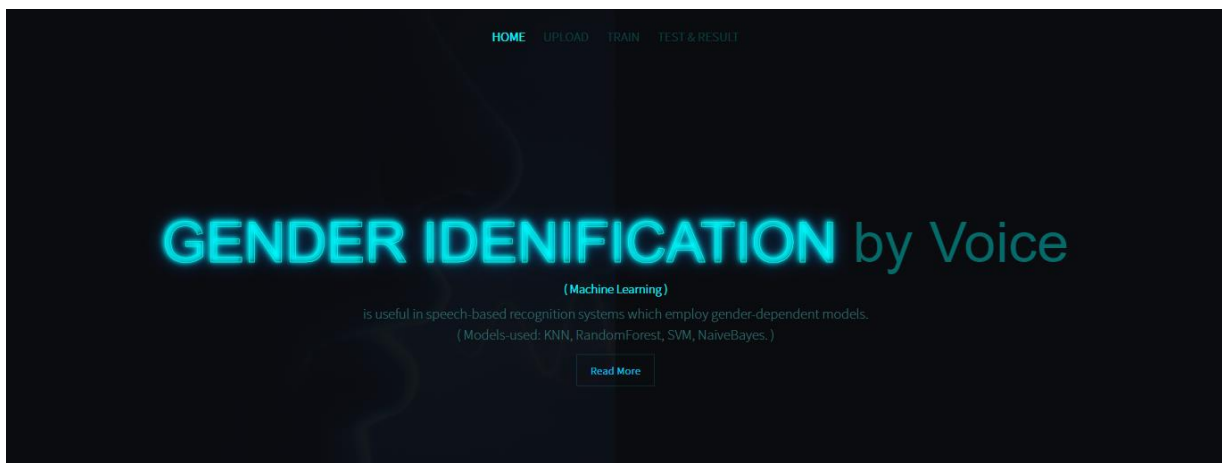 HOME UPLOAD TRAIN TEST & RESULT
GENDER IDENIFICATION by Voice
( Machine Learning )
is useful in speech-based recognition systems which employ gender-dependent models.
( Models-used: KNN, RandomForest, SVM, NaiveBayes. )
Read More